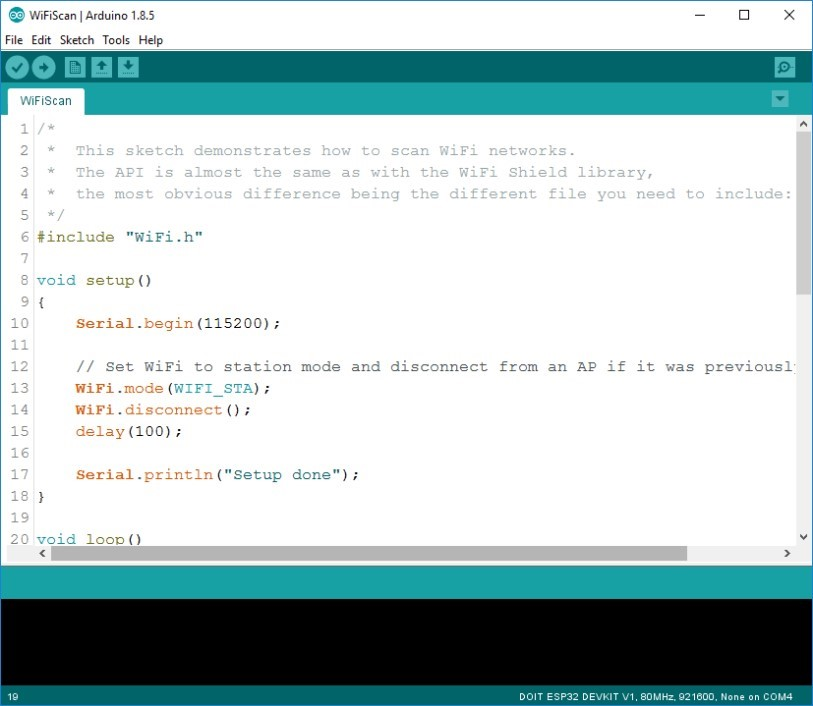 WiFiScan | Arduino 1.8.5
File Edit Sketch Tools Help
WiFiScan
1 /*
2  *  This sketch demonstrates how to scan WiFi networks.
3  *  The API is almost the same as with the WiFi Shield library,
4  *  the most obvious difference being the different file you need to include:
5  */
6 #include "WiFi.h"
7
8 void setup()
9 {
10     Serial.begin(115200);
11
12     // Set WiFi to station mode and disconnect from an AP if it was previousl
13     WiFi.mode(WIFI_STA);
14     WiFi.disconnect();
15     delay(100);
16
17     Serial.println("Setup done");
18 }
19
20 void loop()
19 DOIT ESP32 DEVKIT V1, 80MHz, 921600, None on COM4